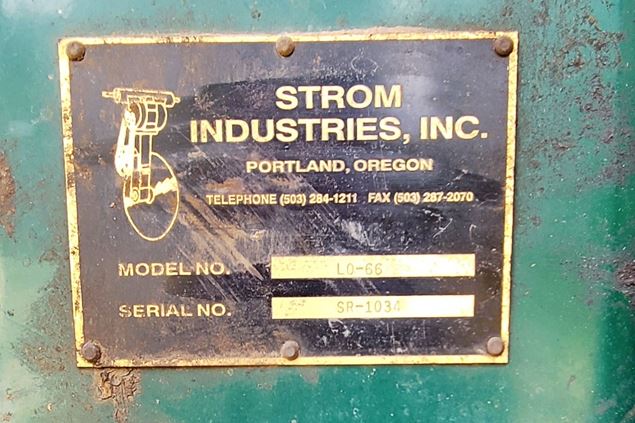 STROM
INDUSTRIES, INC.
PORTLAND, OREGON
TELEPHONE (503) 284-1211 FAX (503) 287-2070
MODEL NO. LO-66
SERIAL NO. SR-1034